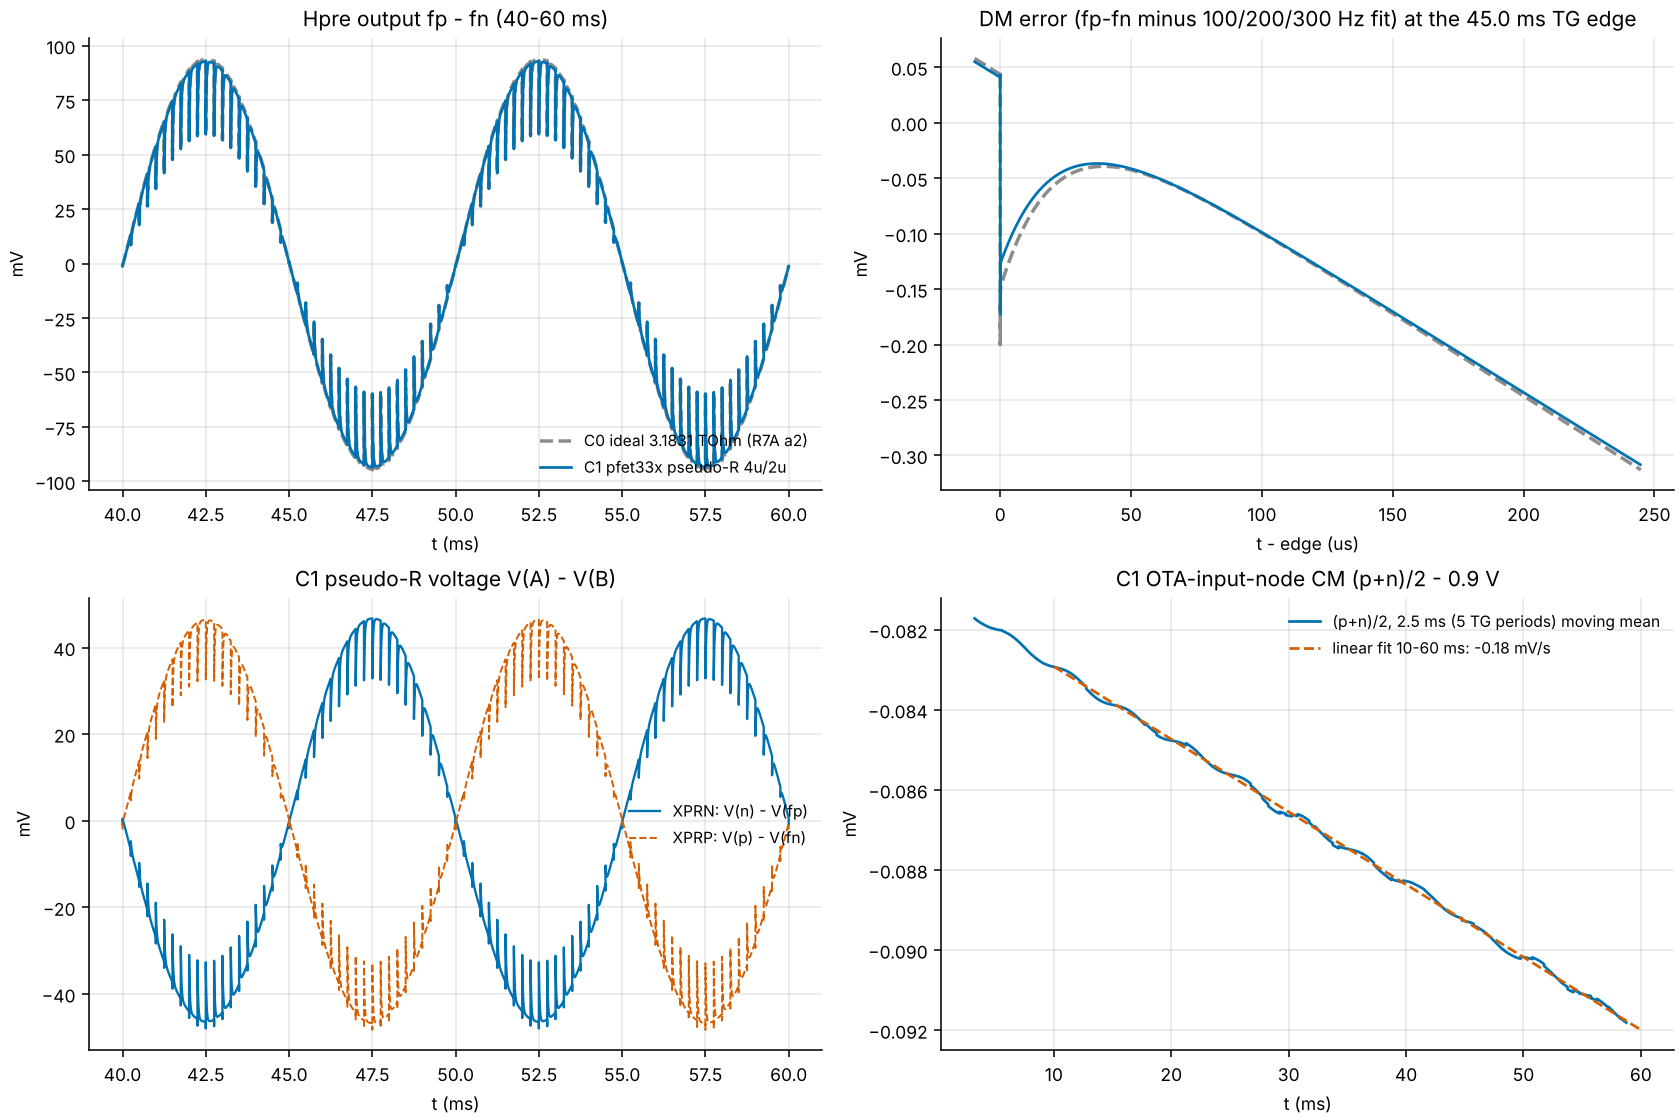 Hpre output fp - fn (40-60 ms)
100
75
50
25
0
−25
−50
−75
−100
mV
40.0 42.5 45.0 47.5 50.0 52.5 55.0 57.5 60.0
t (ms)
C0 ideal 3.1831 TOhm (R7A a2)
C1 pfet33x pseudo-R 4u/2u
DM error (fp-fn minus 100/200/300 Hz fit) at the 45.0 ms TG edge
0.05
0.00
−0.05
−0.10
−0.15
−0.20
−0.25
−0.30
mV
0 50 100 150 200 250
t - edge (us)
C1 pseudo-R voltage V(A) - V(B)
40
20
0
−20
−40
mV
40.0 42.5 45.0 47.5 50.0 52.5 55.0 57.5 60.0
t (ms)
XPRN: V(n) - V(fp)
XPRP: V(p) - V(fn)
C1 OTA-input-node CM (p+n)/2 - 0.9 V
−0.082
−0.084
−0.086
−0.088
−0.090
−0.092
mV
10 20 30 40 50 60
t (ms)
(p+n)/2, 2.5 ms (5 TG periods) moving mean
linear fit 10-60 ms: -0.18 mV/s